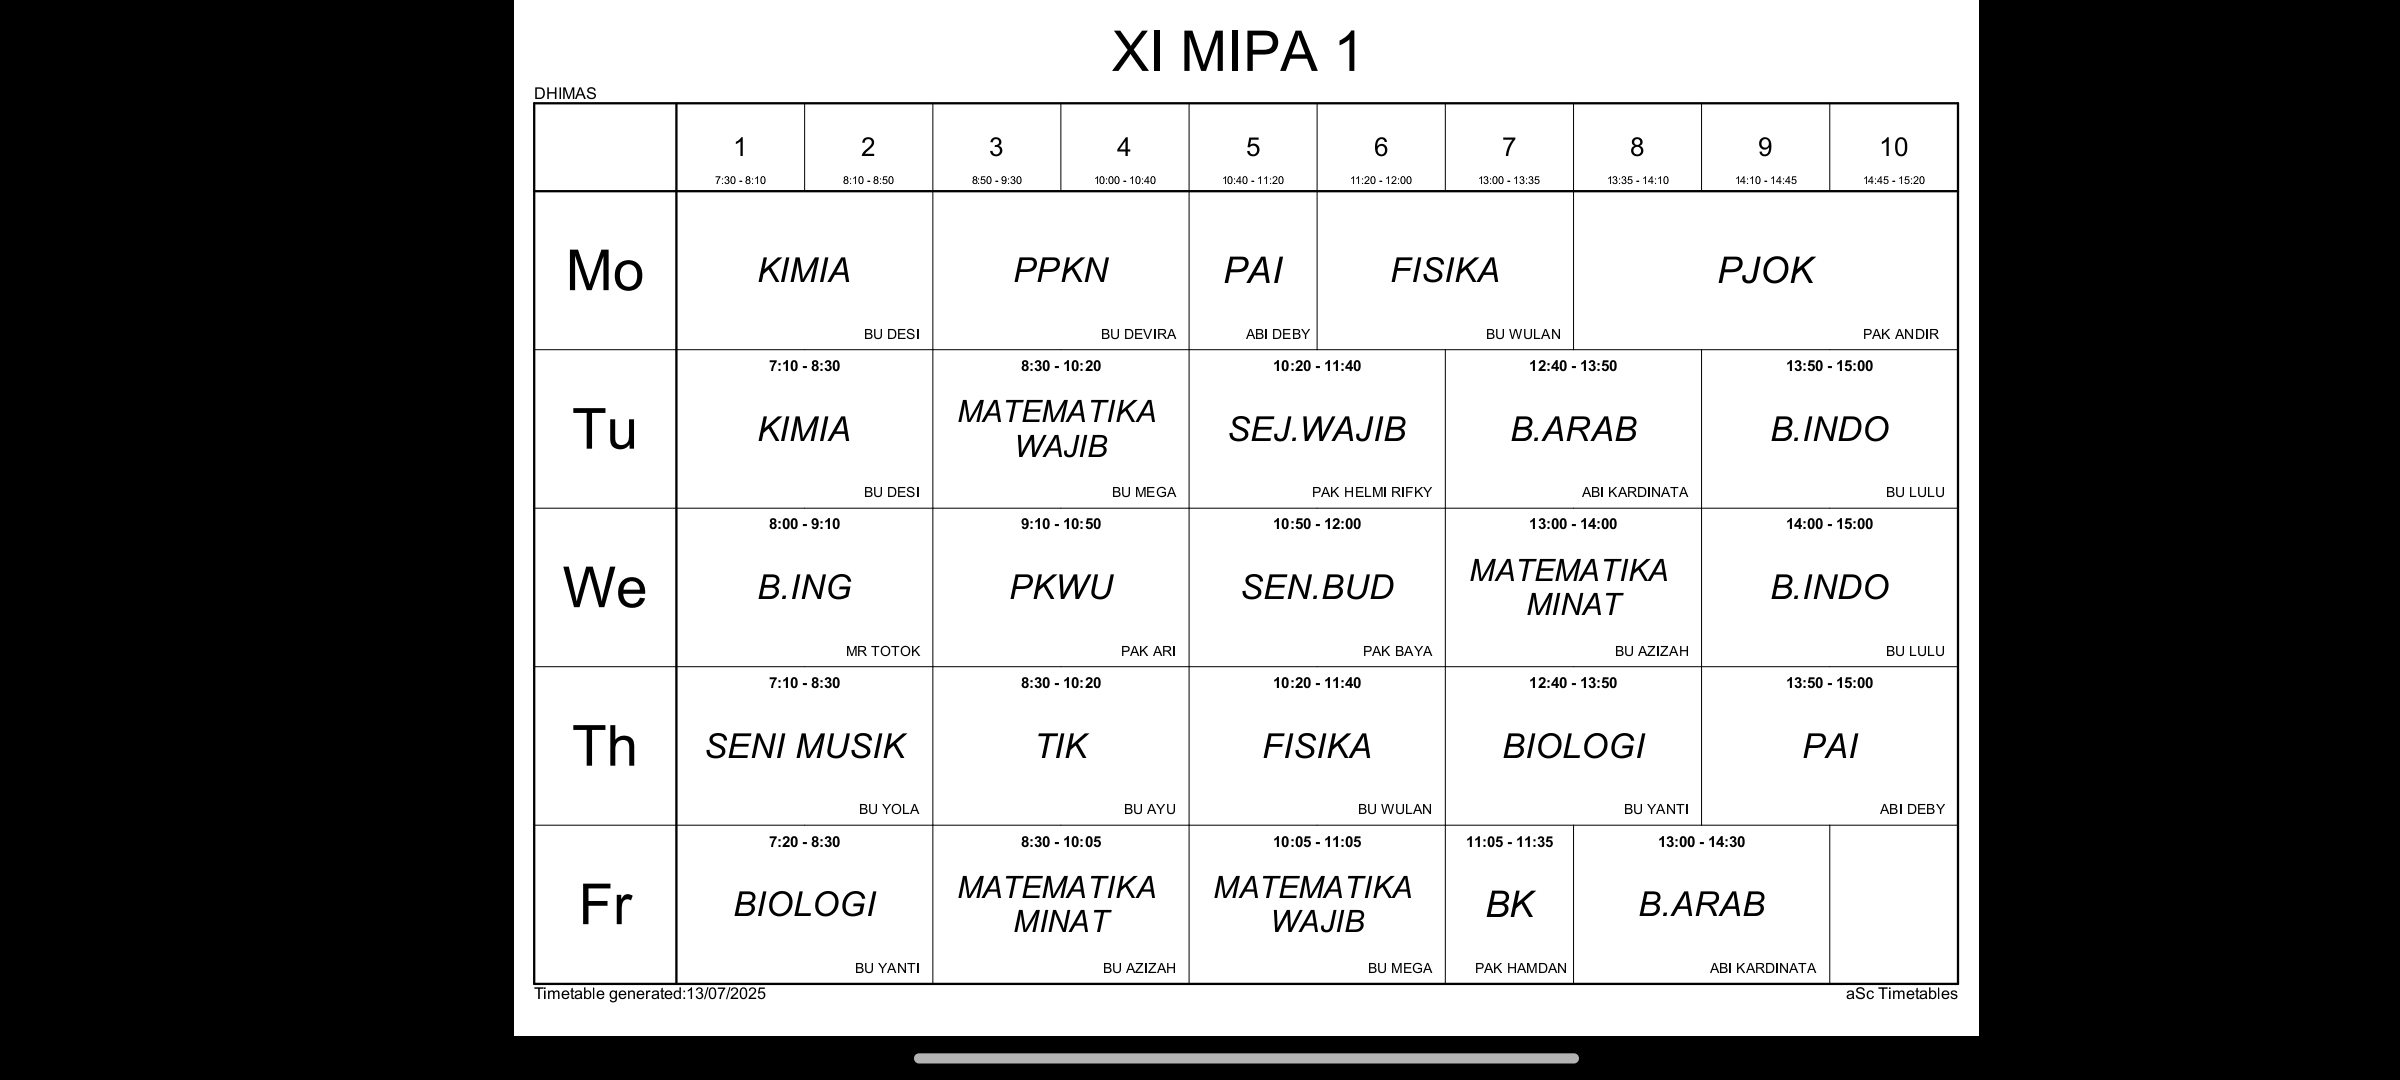 XI MIPA 1
DHIMAS
1 2 3 4 5 6 7 8 9 10
7:30 - 8:10 8:10 - 8:50 8:50 - 9:30 10:00 - 10:40 10:40 - 11:20 11:20 - 12:00 13:00 - 13:35 13:35 - 14:10 14:10 - 14:45 14:45 - 15:20
Mo KIMIA PPKN PAI FISIKA PJOK
BU DESI BU DEVIRA ABI DEBY BU WULAN PAK ANDIR
7:10 - 8:30 8:30 - 10:20 10:20 - 11:40 12:40 - 13:50 13:50 - 15:00
Tu KIMIA MATEMATIKA WAJIB SEJ.WAJIB B.ARAB B.INDO
BU DESI BU MEGA PAK HELMI RIFKY ABI KARDINATA BU LULU
8:00 - 9:10 9:10 - 10:50 10:50 - 12:00 13:00 - 14:00 14:00 - 15:00
We B.ING PKWU SEN.BUD MATEMATIKA MINAT B.INDO
MR TOTOK PAK ARI PAK BAYA BU AZIZAH BU LULU
7:10 - 8:30 8:30 - 10:20 10:20 - 11:40 12:40 - 13:50 13:50 - 15:00
Th SENI MUSIK TIK FISIKA BIOLOGI PAI
BU YOLA BU AYU BU WULAN BU YANTI ABI DEBY
7:20 - 8:30 8:30 - 10:05 10:05 - 11:05 11:05 - 11:35 13:00 - 14:30
Fr BIOLOGI MATEMATIKA MINAT MATEMATIKA WAJIB BK B.ARAB
BU YANTI BU AZIZAH BU MEGA PAK HAMDAN ABI KARDINATA
Timetable generated:13/07/2025 aSc Timetables